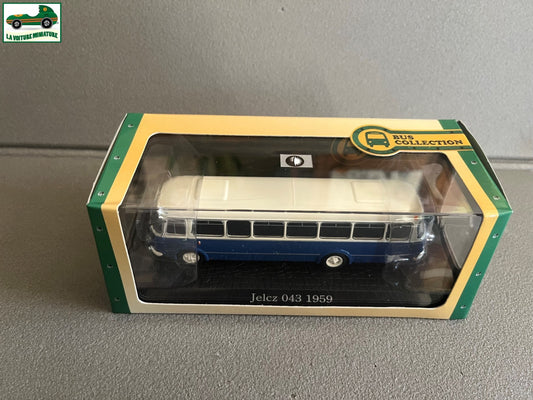 LA VOITURE MINIATURE
BUS
COLLECTION
Jelcz 043 1959